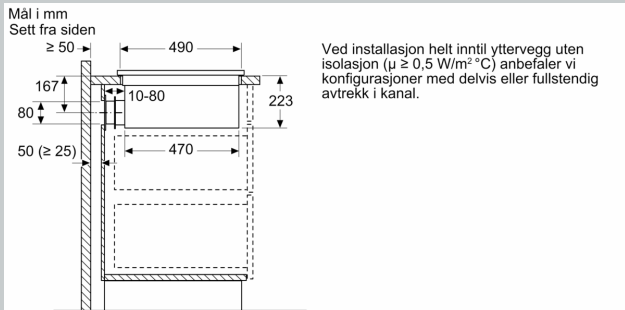 Mål i mm
Sett fra siden
≥ 50
490
167
10-80
223
80
50 (≥ 25)
470
Ved installasjon helt inntil yttervegg uten
isolasjon (μ ≥ 0,5 W/m² °C) anbefaler vi
konfigurasjoner med delvis eller fullstendig
avtrekk i kanal.